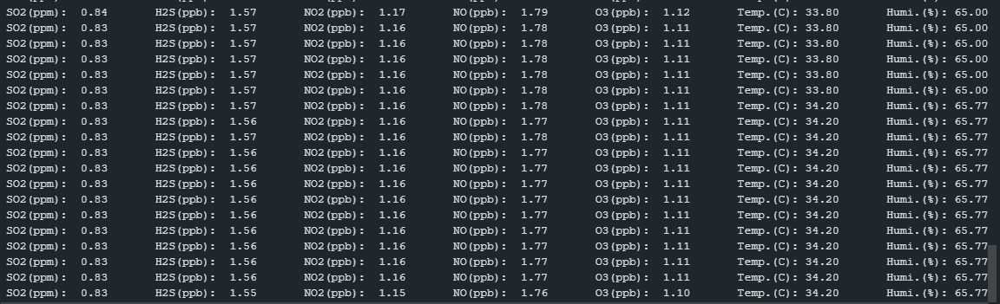 SO2(ppm): 0.84 H2S(ppb): 1.57 NO2(ppb): 1.17 NO(ppb): 1.79 O3(ppb): 1.12 Temp.(C): 33.80 Humi.(%): 65.00
SO2(ppm): 0.83 H2S(ppb): 1.57 NO2(ppb): 1.16 NO(ppb): 1.78 O3(ppb): 1.11 Temp.(C): 33.80 Humi.(%): 65.00
SO2(ppm): 0.83 H2S(ppb): 1.57 NO2(ppb): 1.16 NO(ppb): 1.78 O3(ppb): 1.11 Temp.(C): 33.80 Humi.(%): 65.00
SO2(ppm): 0.83 H2S(ppb): 1.57 NO2(ppb): 1.16 NO(ppb): 1.78 O3(ppb): 1.11 Temp.(C): 33.80 Humi.(%): 65.00
SO2(ppm): 0.83 H2S(ppb): 1.57 NO2(ppb): 1.16 NO(ppb): 1.78 O3(ppb): 1.11 Temp.(C): 33.80 Humi.(%): 65.00
SO2(ppm): 0.83 H2S(ppb): 1.57 NO2(ppb): 1.16 NO(ppb): 1.78 O3(ppb): 1.11 Temp.(C): 33.80 Humi.(%): 65.00
SO2(ppm): 0.83 H2S(ppb): 1.57 NO2(ppb): 1.16 NO(ppb): 1.78 O3(ppb): 1.11 Temp.(C): 34.20 Humi.(%): 65.77
SO2(ppm): 0.83 H2S(ppb): 1.56 NO2(ppb): 1.16 NO(ppb): 1.77 O3(ppb): 1.11 Temp.(C): 34.20 Humi.(%): 65.77
SO2(ppm): 0.83 H2S(ppb): 1.57 NO2(ppb): 1.16 NO(ppb): 1.78 O3(ppb): 1.11 Temp.(C): 34.20 Humi.(%): 65.77
SO2(ppm): 0.83 H2S(ppb): 1.56 NO2(ppb): 1.16 NO(ppb): 1.77 O3(ppb): 1.11 Temp.(C): 34.20 Humi.(%): 65.77
SO2(ppm): 0.83 H2S(ppb): 1.56 NO2(ppb): 1.16 NO(ppb): 1.77 O3(ppb): 1.11 Temp.(C): 34.20 Humi.(%): 65.77
SO2(ppm): 0.83 H2S(ppb): 1.56 NO2(ppb): 1.16 NO(ppb): 1.77 O3(ppb): 1.11 Temp.(C): 34.20 Humi.(%): 65.77
SO2(ppm): 0.83 H2S(ppb): 1.56 NO2(ppb): 1.16 NO(ppb): 1.77 O3(ppb): 1.11 Temp.(C): 34.20 Humi.(%): 65.77
SO2(ppm): 0.83 H2S(ppb): 1.56 NO2(ppb): 1.16 NO(ppb): 1.77 O3(ppb): 1.11 Temp.(C): 34.20 Humi.(%): 65.77
SO2(ppm): 0.83 H2S(ppb): 1.56 NO2(ppb): 1.16 NO(ppb): 1.77 O3(ppb): 1.11 Temp.(C): 34.20 Humi.(%): 65.77
SO2(ppm): 0.83 H2S(ppb): 1.56 NO2(ppb): 1.16 NO(ppb): 1.77 O3(ppb): 1.11 Temp.(C): 34.20 Humi.(%): 65.77
SO2(ppm): 0.83 H2S(ppb): 1.56 NO2(ppb): 1.16 NO(ppb): 1.77 O3(ppb): 1.11 Temp.(C): 34.20 Humi.(%): 65.77
SO2(ppm): 0.83 H2S(ppb): 1.56 NO2(ppb): 1.16 NO(ppb): 1.77 O3(ppb): 1.11 Temp.(C): 34.20 Humi.(%): 65.77
SO2(ppm): 0.83 H2S(ppb): 1.55 NO2(ppb): 1.15 NO(ppb): 1.76 O3(ppb): 1.10 Temp.(C): 34.20 Humi.(%): 65.77